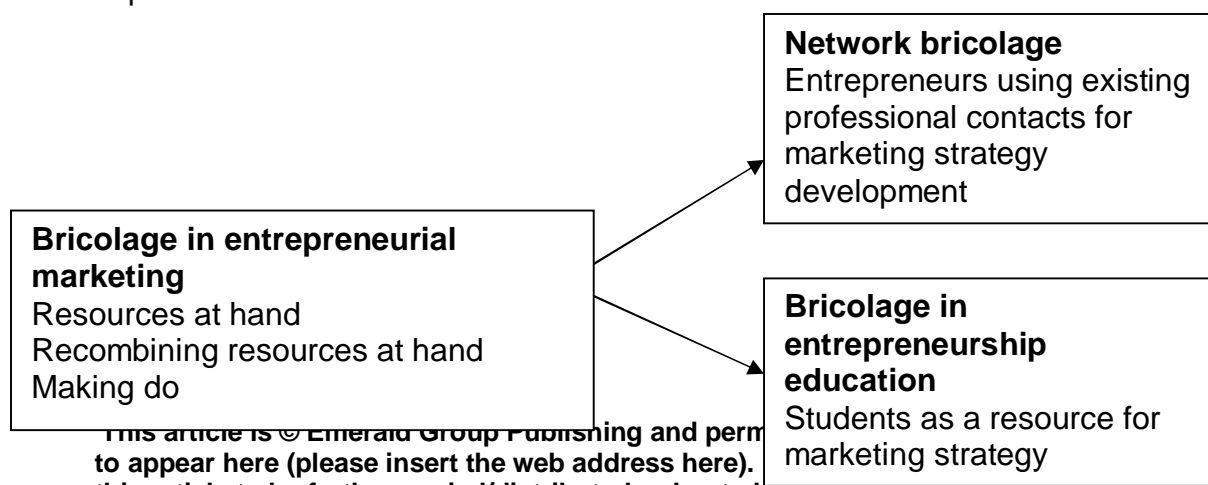 Network bricolage
Entrepreneurs using existing
professional contacts for
marketing strategy
development
Bricolage in entrepreneurial
marketing
Resources at hand
Recombining resources at hand
Making do
Bricolage in
entrepreneurship
education
Students as a resource for
marketing strategy
This article is © Emerald Group Publishing and perm
to appear here (please insert the web address here).